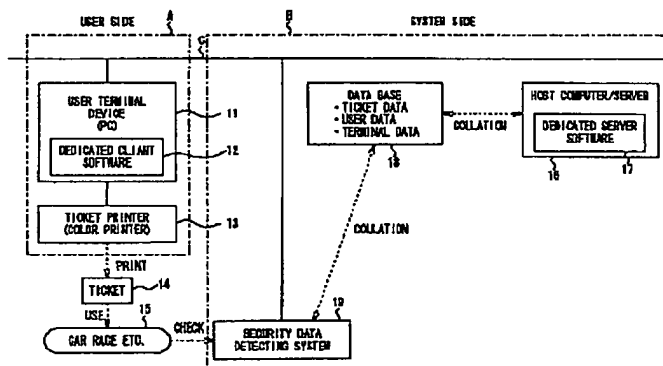 USER SIDE
A
C
B
SYSTEM SIDE
USER TERMINAL
DEVICE
(PC)
11
DEDICATED CLIENT
SOFTWARE
12
TICKET PRINTER
(COLOR PRINTER)
13
PRINT
TICKET
14
USE
15
CAR RACE ETC.
CHECK
DATA BASE
• TICKET DATA
• USER DATA
• TERMINAL DATA
18
COLLATION
HOST COMPUTER/SERVER
DEDICATED SERVER
SOFTWARE
16
17
COLLATION
19
SECURITY DATA
DETECTING SYSTEM